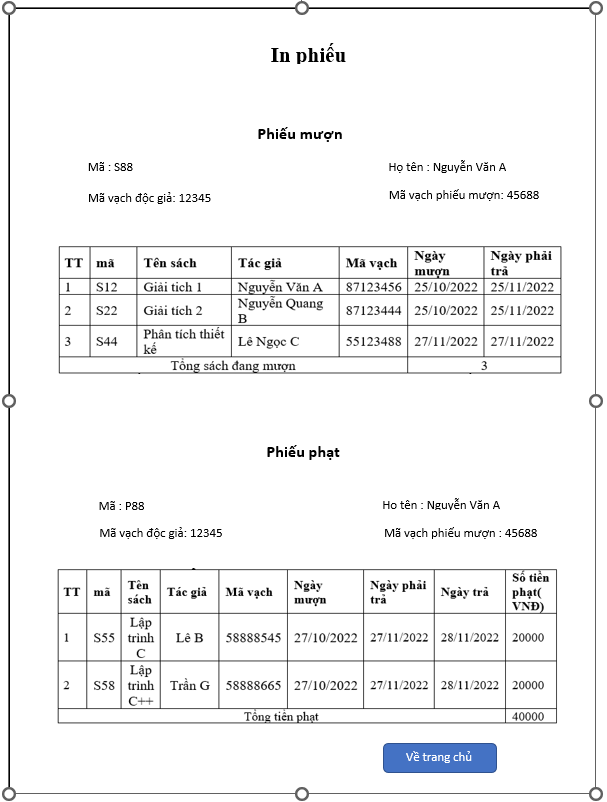 In phiếu
Phiếu mượn
Mã : S88 Họ tên : Nguyễn Văn A
Mã vạch độc giả: 12345 Mã vạch phiếu mượn: 45688
TT mã Tên sách Tác giả Mã vạch Ngày mượn Ngày phải trả
1 S12 Giải tích 1 Nguyễn Văn A 87123456 25/10/2022 25/11/2022
2 S22 Giải tích 2 Nguyễn Quang B 87123444 25/10/2022 25/11/2022
3 S44 Phân tích thiết kế Lê Ngọc C 55123488 27/11/2022 27/11/2022
Tổng sách đang mượn 3
Phiếu phạt
Mã : P88 Họ tên : Nguyễn Văn A
Mã vạch độc giả: 12345 Mã vạch phiếu mượn : 45688
TT mã Tên sách Tác giả Mã vạch Ngày mượn Ngày phải trả Ngày trả Số tiền phạt( VNĐ)
1 S55 Lập trình C Lê B 58888545 27/10/2022 27/11/2022 28/11/2022 20000
2 S58 Lập trình C++ Trần G 58888665 27/10/2022 27/11/2022 28/11/2022 20000
Tổng tiền phạt 40000
Về trang chủ